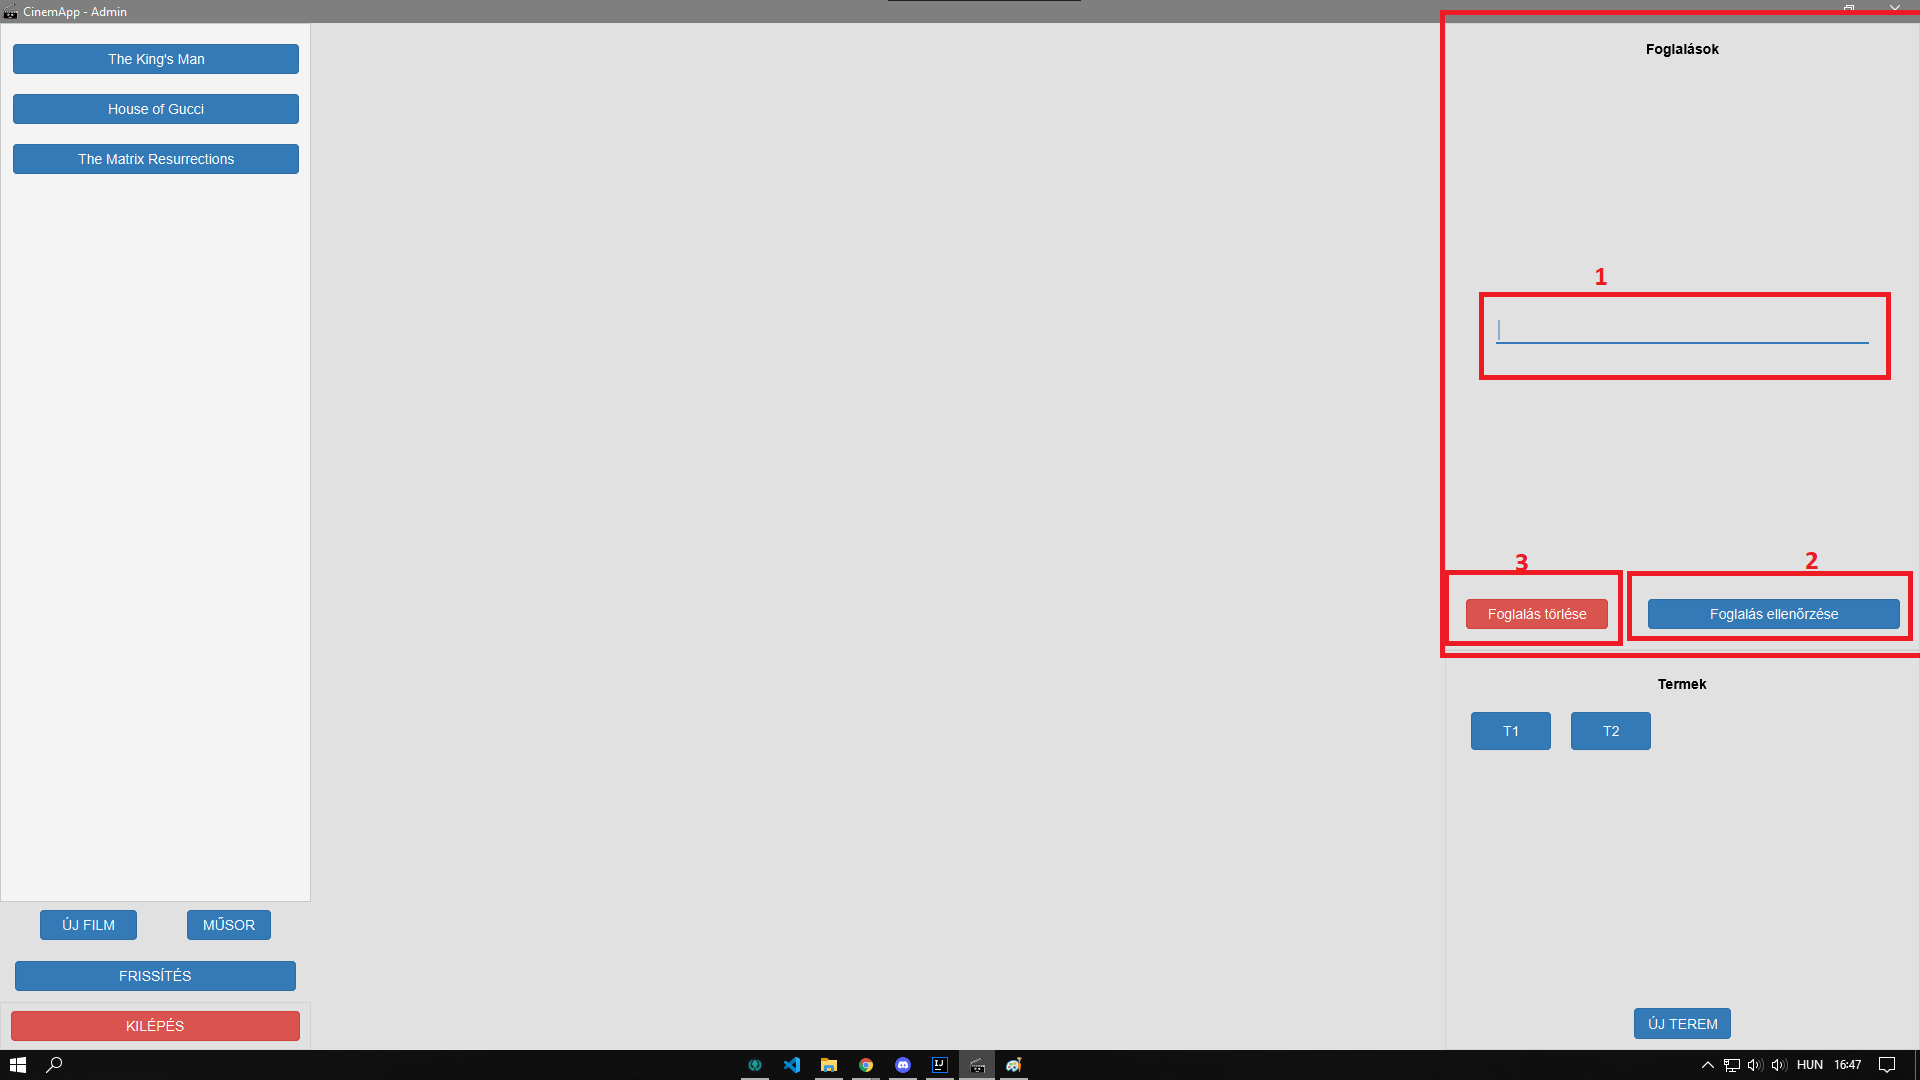 CinemApp - Admin
The King's Man
House of Gucci
The Matrix Resurrections
ÚJ FILM
MŰSOR
FRISSÍTÉS
KILÉPÉS
Foglalások
1
3
2
Foglalás törlése
Foglalás ellenőrzése
Termek
T1
T2
ÚJ TEREM
IJ
HUN
16:47